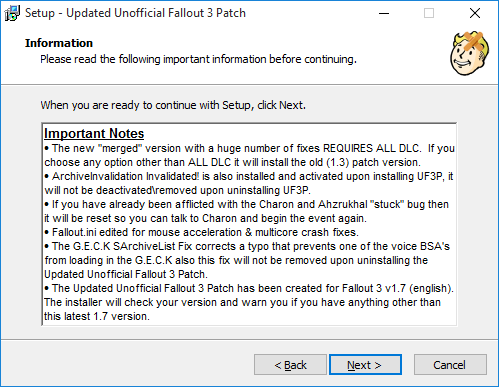 Setup - Updated Unofficial Fallout 3 Patch
Information
Please read the following important information before continuing.
When you are ready to continue with Setup, click Next.
Important Notes
• The new "merged" version with a huge number of fixes REQUIRES ALL DLC. If you
choose any option other than ALL DLC it will install the old (1.3) patch version.
• ArchiveInvalidation Invalidated! is also installed and activated upon installing UF3P, it
will not be deactivated\removed upon uninstalling UF3P.
• If you have already been afflicted with the Charon and Ahzrukhal "stuck" bug then
it will be reset so you can talk to Charon and begin the event again.
• Fallout.ini edited for mouse acceleration & multicore crash fixes.
• The G.E.C.K SArchiveList Fix corrects a typo that prevents one of the voice BSA's
from loading in the G.E.C.K also this fix will not be removed upon uninstalling the
Updated Unofficial Fallout 3 Patch.
• The Updated Unofficial Fallout 3 Patch has been created for Fallout 3 v1.7 (english).
The installer will check your version and warn you if you have anything other than
this latest 1.7 version.
< Back
Next >
Cancel